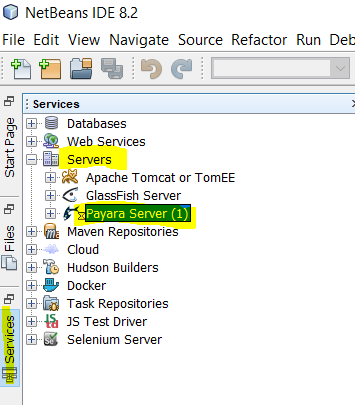 NetBeans IDE 8.2
File Edit View Navigate Source Refactor Run D
Services
Databases
Web Services
Servers
Apache Tomcat or TomEE
GlassFish Server
Payara Server (1)
Maven Repositories
Cloud
Hudson Builders
Docker
Task Repositories
JS Test Driver
Selenium Server
Start Page
Files
Services